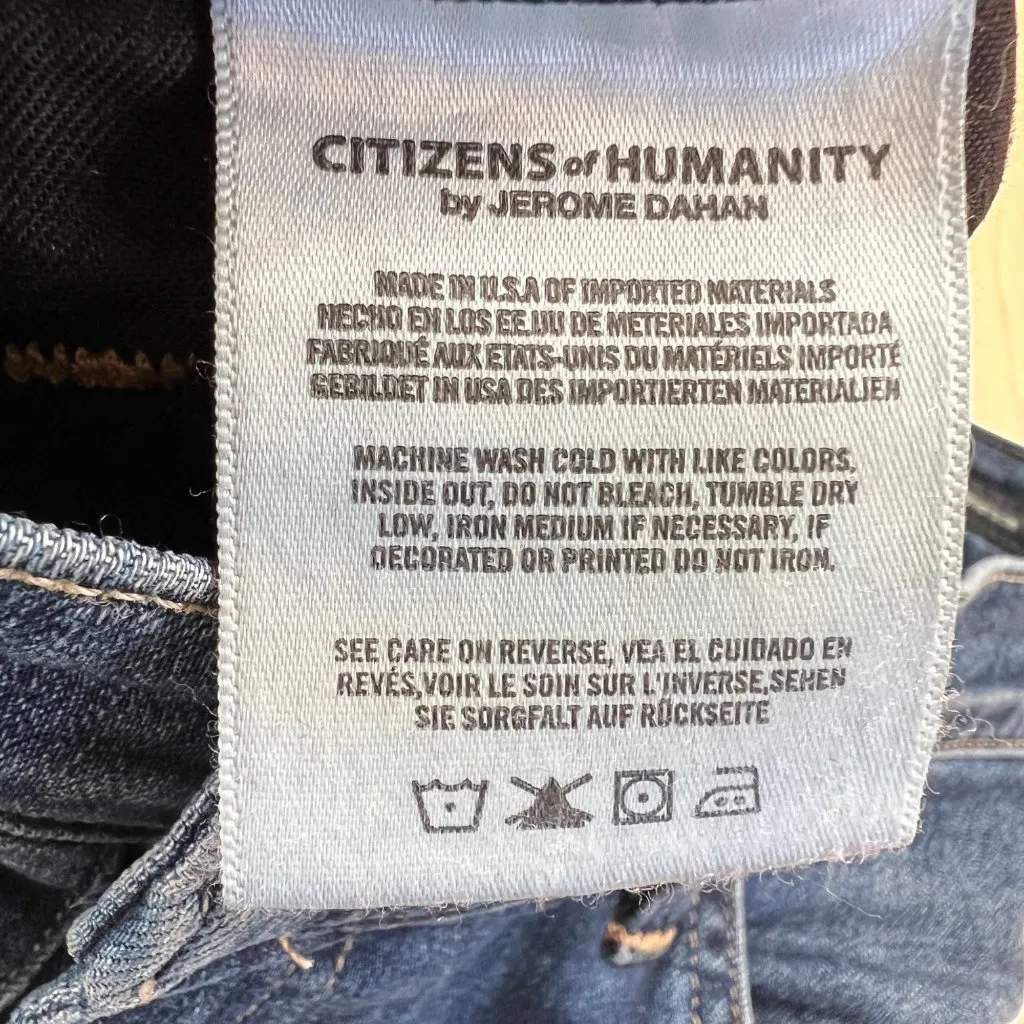 CITIZENS of HUMANITY
by JEROME DAHAN
MADE IN U.S.A OF IMPORTED MATERIALS
HECHO EN LOS EE.UU DE METERIALES IMPORTADA
FABRIQUÉ AUX ETATS-UNIS DU MATÉRIELS IMPORTÉ
GEBILDET IN USA DES IMPORTIERTEN MATERIALIEH
MACHINE WASH COLD WITH LIKE COLORS,
INSIDE OUT, DO NOT BLEACH, TUMBLE DRY
LOW, IRON MEDIUM IF NECESSARY, IF
DECORATED OR PRINTED DO NOT IRON.
SEE CARE ON REVERSE, VEA EL CUIDADO EN
REVÉS,VOIR LE SOIN SUR L'INVERSE,SEHEN
SIE SORGFALT AUF RÜCKSEITE